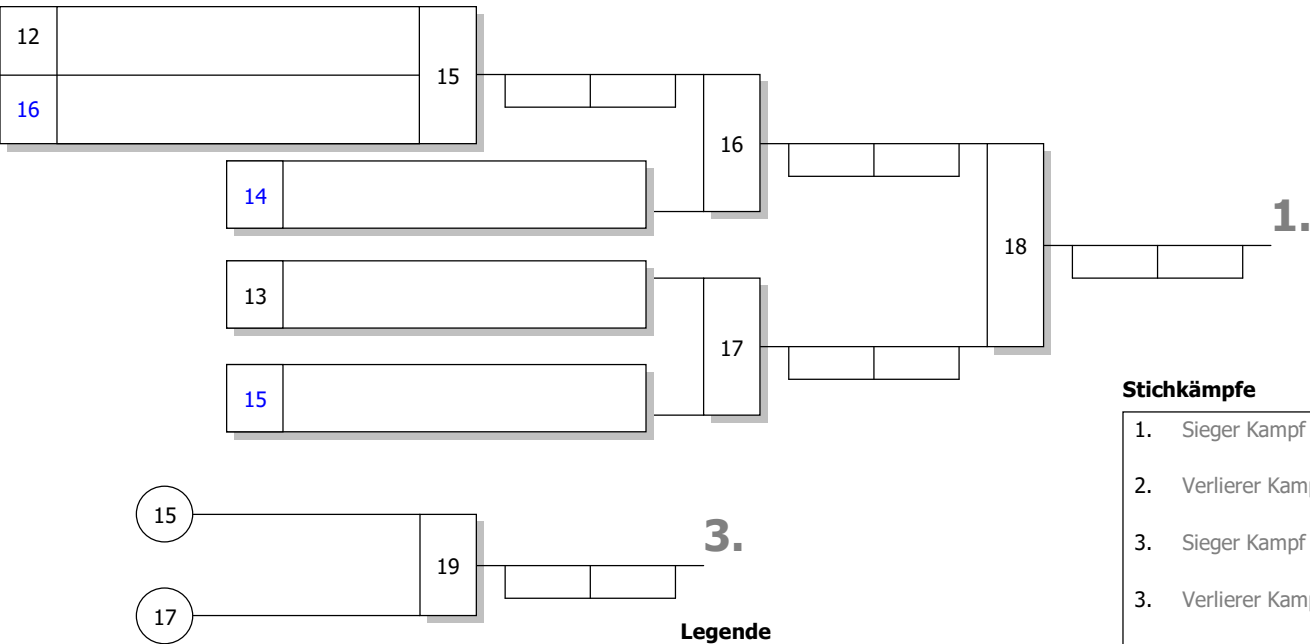 12
16
15
14
16
13
15
17
18
1.
15
17
19
3.
Legende
Stichkämpfe
1. Sieger Kampf
2. Verlierer Kamp
3. Sieger Kampf
3. Verlierer Kamp